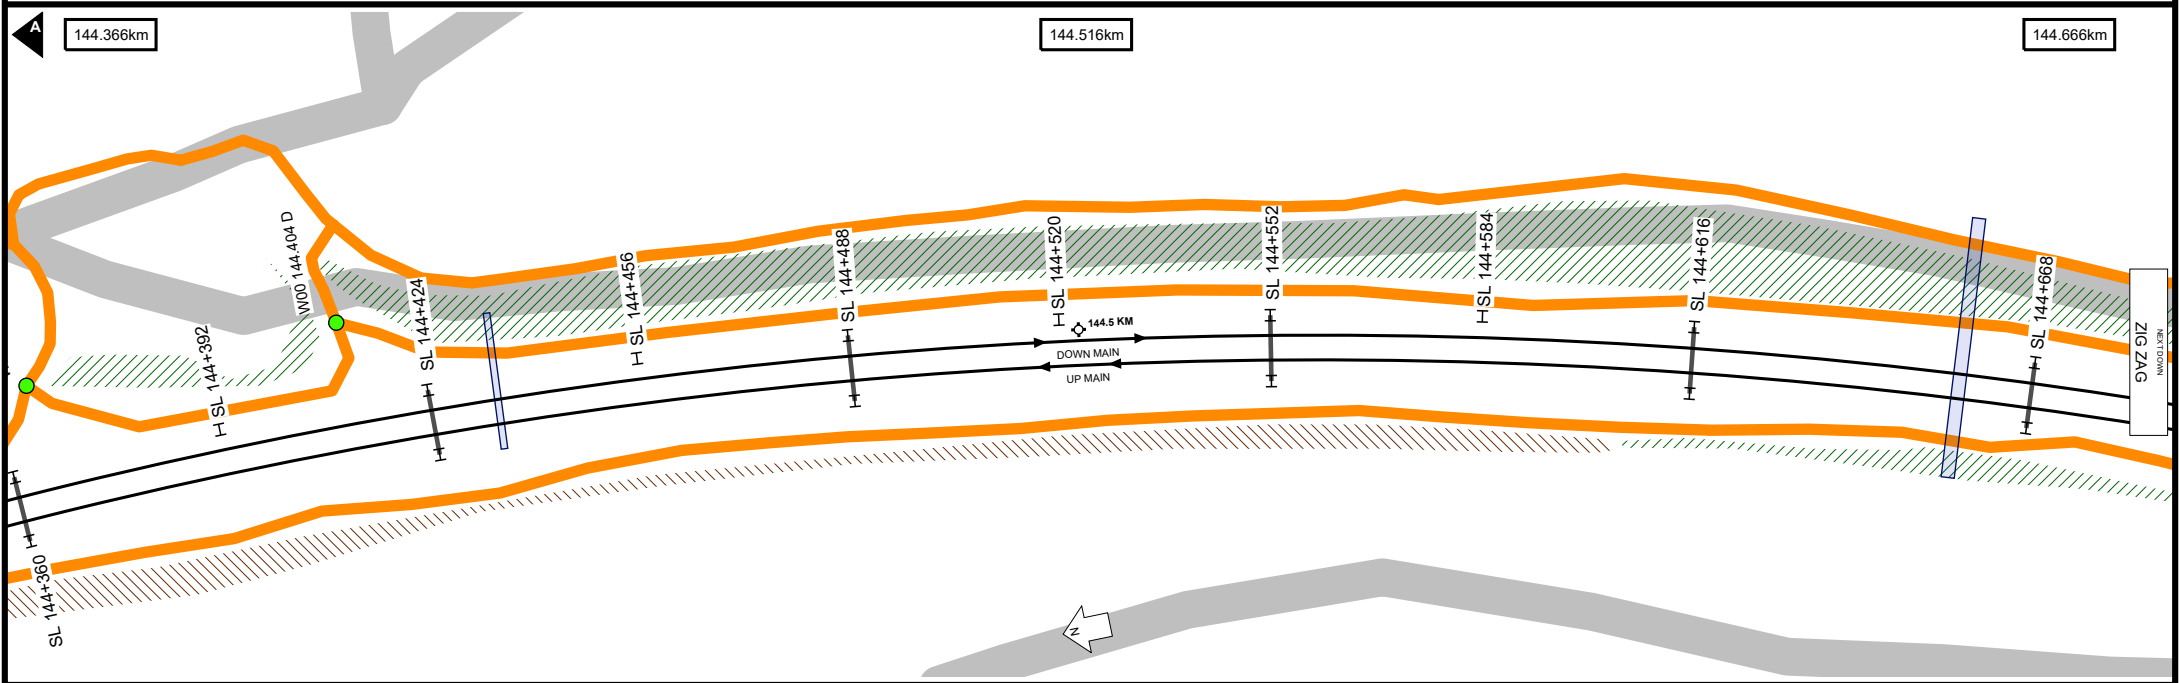 A
144.366km
144.516km
144.666km
W00 144.404 D
SL 144+360
SL 144+392
SL 144+424
SL 144+456
SL 144+488
SL 144+520
SL 144+552
SL 144+584
SL 144+616
SL 144+668
144.5 KM
DOWN MAIN
UP MAIN
ZIG ZAG
NEXT DOWN
N